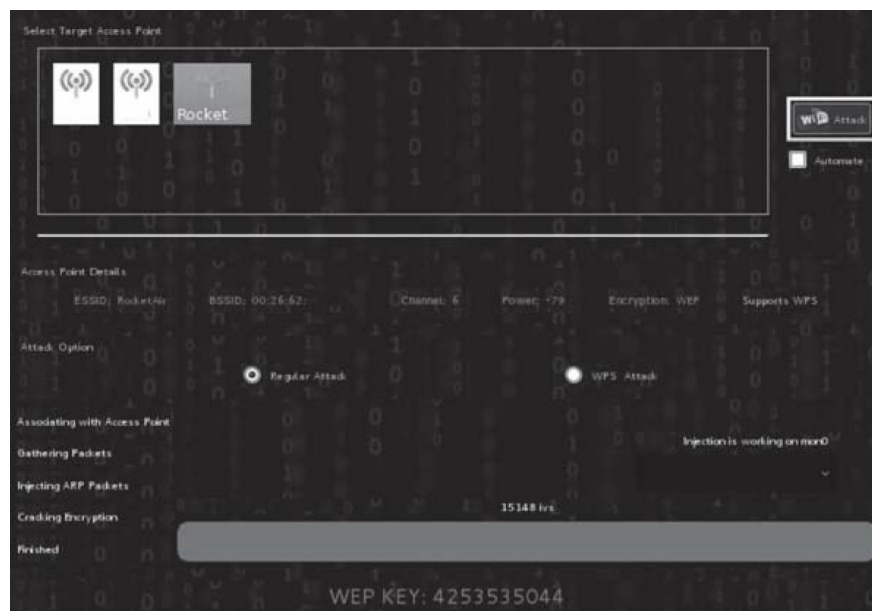 Select Target Access Point
Rocket
Wifi Attack
Automate
Access Point Details
ESSID: RocketAir BSSID: 00:26:62: Channel: 6 Power: -79 Encryption: WEP Supports WPS
Attack Option
Regular Attack WPS Attack
Associating with Access Point
Gathering Packets
Injection is working on mon0
Injecting ARP Packets
15148 ivs
Cracking Encryption
Finished
WEP KEY: 4253535044